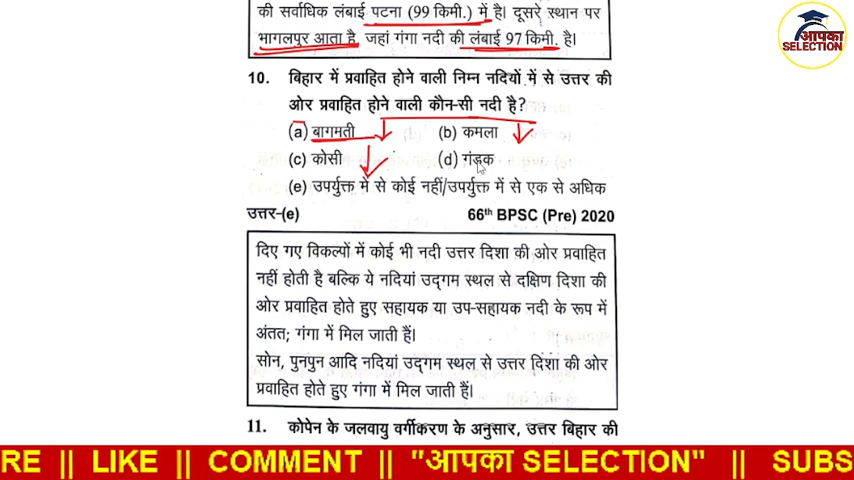 की सर्वाधिक लंबाई पटना (99 किमी.) में है। दूसरे स्थान पर
भागलपुर आता है, जहां गंगा नदी की लंबाई 97 किमी. है।
आपका
SELECTION
10. बिहार में प्रवाहित होने वाली निम्न नदियों में से उत्तर की
ओर प्रवाहित होने वाली कौन-सी नदी है?
(a) बागमती (b) कमला
(c) कोसी (d) गंडक
(e) उपर्युक्त में से कोई नहीं/उपर्युक्त में से एक से अधिक
उत्तर-(e) 66th BPSC (Pre) 2020
दिए गए विकल्पों में कोई भी नदी उत्तर दिशा की ओर प्रवाहित
नहीं होती है बल्कि ये नदियां उद्गम स्थल से दक्षिण दिशा की
ओर प्रवाहित होते हुए सहायक या उप-सहायक नदी के रूप में
अंतत; गंगा में मिल जाती हैं।
सोन, पुनपुन आदि नदियां उद्गम स्थल से उत्तर दिशा की ओर
प्रवाहित होते हुए गंगा में मिल जाती हैं।
11. कोपेन के जलवायु वर्गीकरण के अनुसार, उत्तर बिहार की
RE || LIKE || COMMENT || "आपका SELECTION" || SUBS